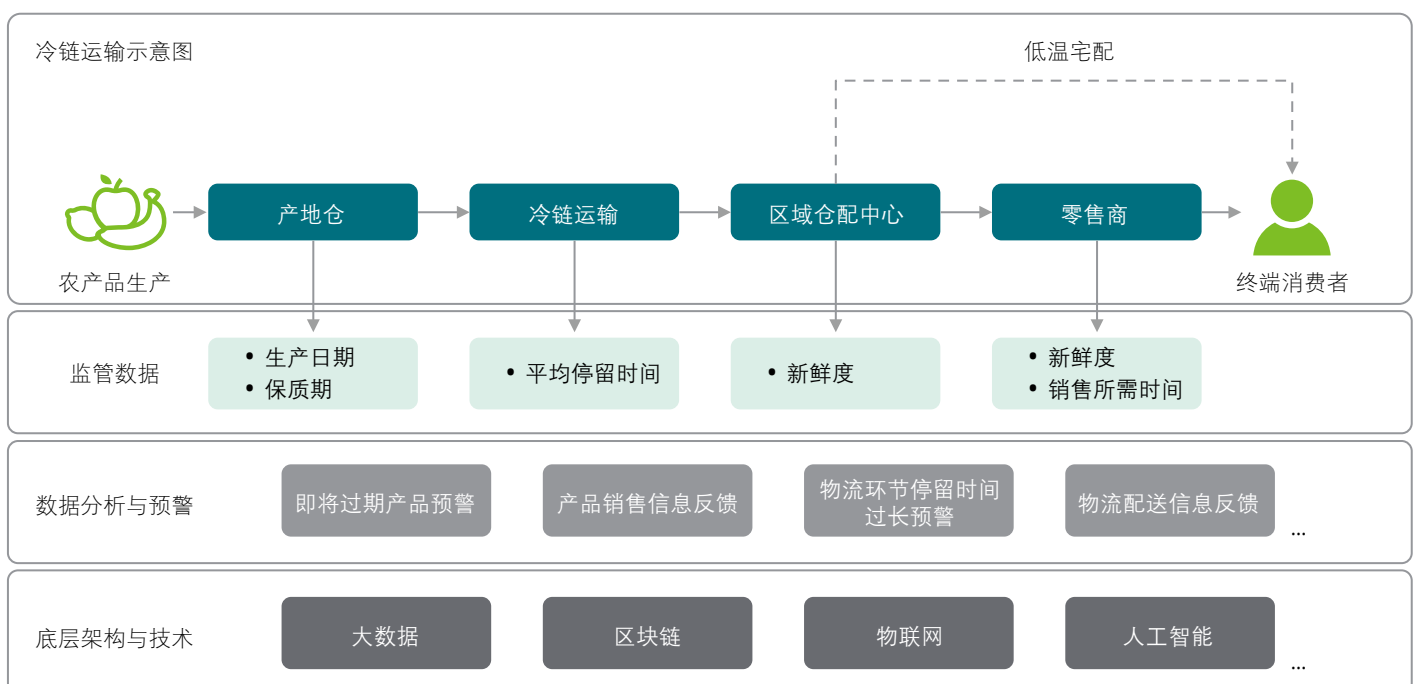 冷链运输示意图
低温宅配
产地仓
冷链运输
区域仓配中心
零售商
农产品生产
终端消费者
监管数据
• 生产日期
• 保质期
• 平均停留时间
• 新鲜度
• 新鲜度
• 销售所需时间
数据分析与预警
即将过期产品预警
产品销售信息反馈
物流环节停留时间
过长预警
物流配送信息反馈
...
底层架构与技术
大数据
区块链
物联网
人工智能
...